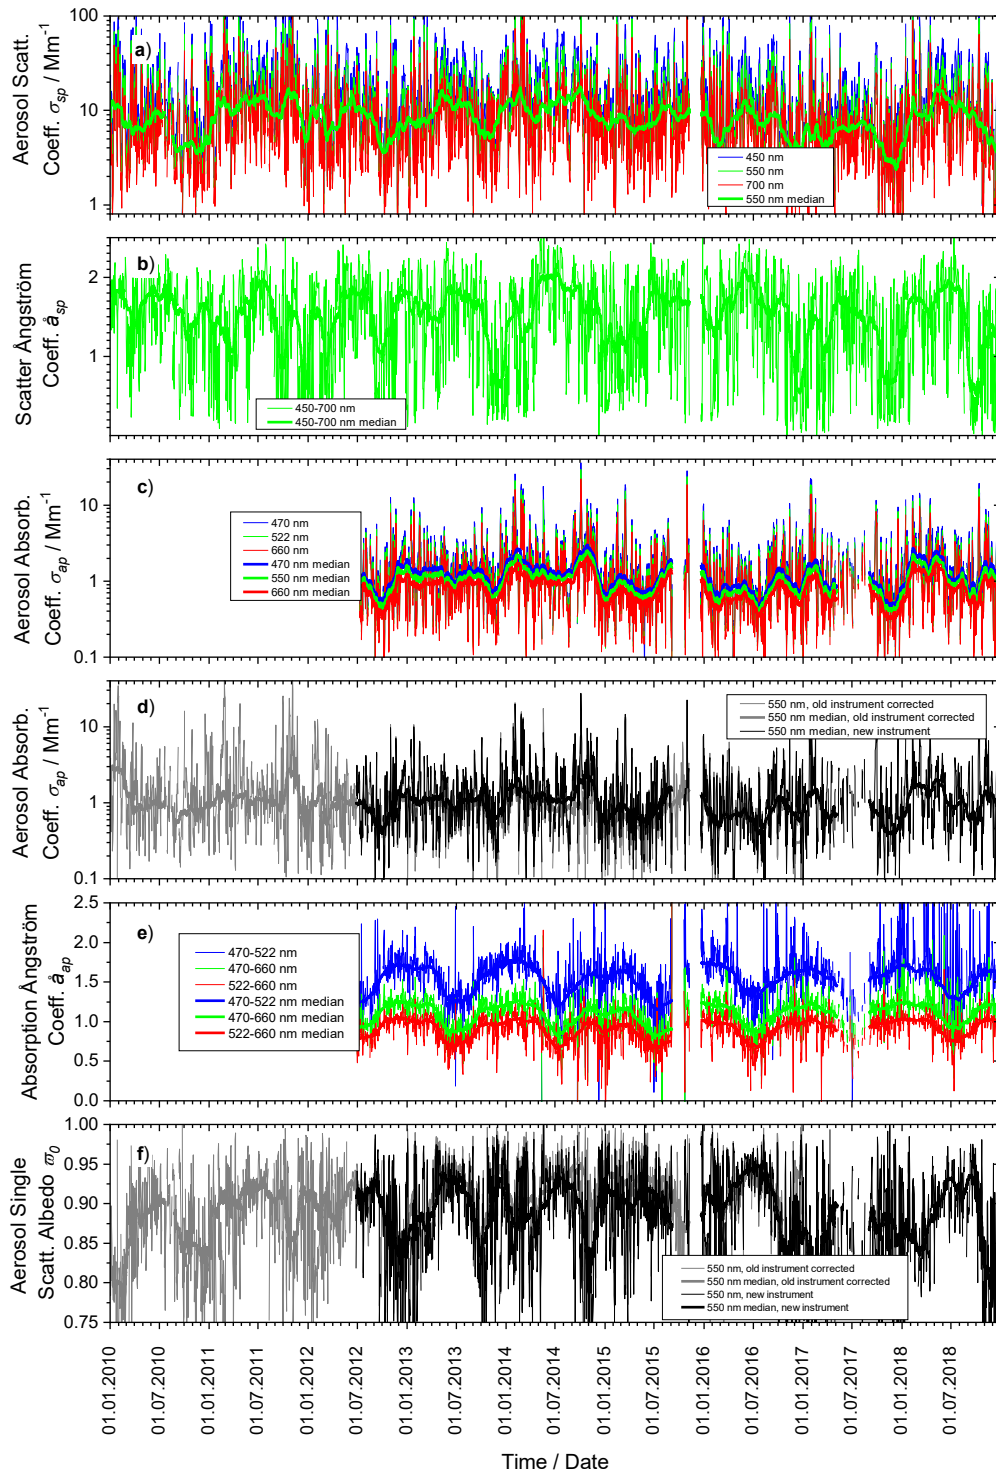 Aerosol Scatt.
Coeff. σsp / Mm-1
100
10
1
a)
450 nm
550 nm
700 nm
550 nm median
Scatter Ångström
Coeff. åsp
2
1
b)
450-700 nm
450-700 nm median
Aerosol Absorb.
Coeff. σap / Mm-1
10
1
0.1
c)
470 nm
522 nm
660 nm
470 nm median
550 nm median
660 nm median
Aerosol Absorb.
Coeff. σap / Mm-1
10
1
0.1
d)
550 nm, old instrument corrected
550 nm median, old instrument corrected
550 nm median, new instrument
Absorption Ångström
Coeff. åap
2.5
2.0
1.5
1.0
0.5
0.0
e)
470-522 nm
470-660 nm
522-660 nm
470-522 nm median
470-660 nm median
522-660 nm median
Aerosol Single
Scatt. Albedo ϖ0
1.00
0.95
0.90
0.85
0.80
0.75
f)
550 nm, old instrument corrected
550 nm median, old instrument corrected
550 nm, new instrument
550 nm median, new instrument
01.01.2010
01.07.2010
01.01.2011
01.07.2011
01.01.2012
01.07.2012
01.01.2013
01.07.2013
01.01.2014
01.07.2014
01.01.2015
01.07.2015
01.01.2016
01.07.2016
01.01.2017
01.07.2017
01.01.2018
01.07.2018
Time / Date